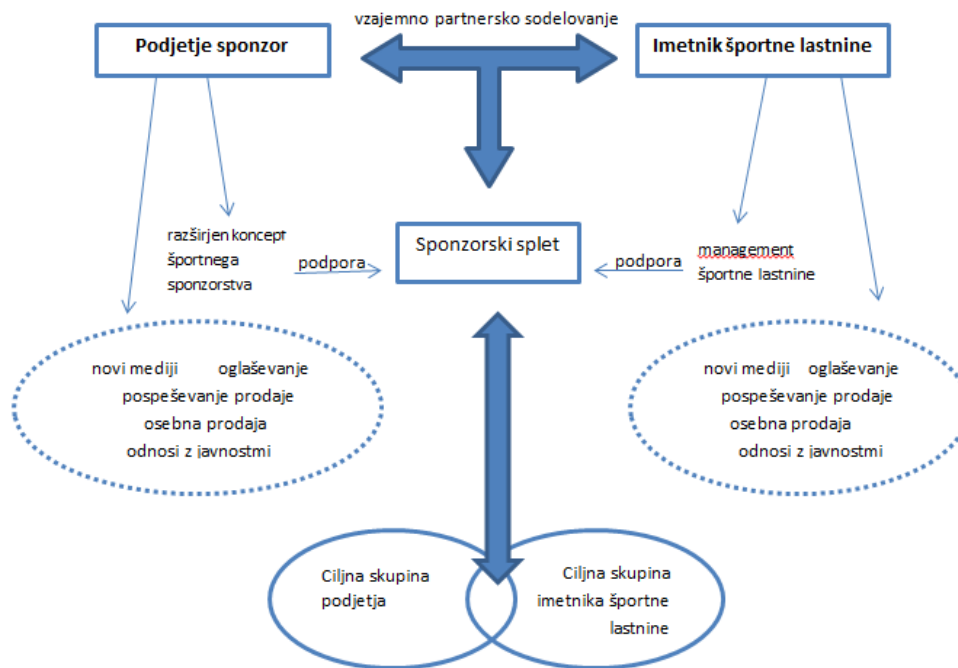 vzajemno partnersko sodelovanje
Podjetje sponzor
Imetnik športne lastnine
razširjen koncept
športnega
sponzorstva
podpora
Sponzorski splet
podpora
management
športne lastnine
novi mediji oglaševanje
pospeševanje prodaje
osebna prodaja
odnosi z javnostmi
novi mediji oglaševanje
pospeševanje prodaje
osebna prodaja
odnosi z javnostmi
Ciljna skupina
podjetja
Ciljna skupina
imetnika športne
lastnine